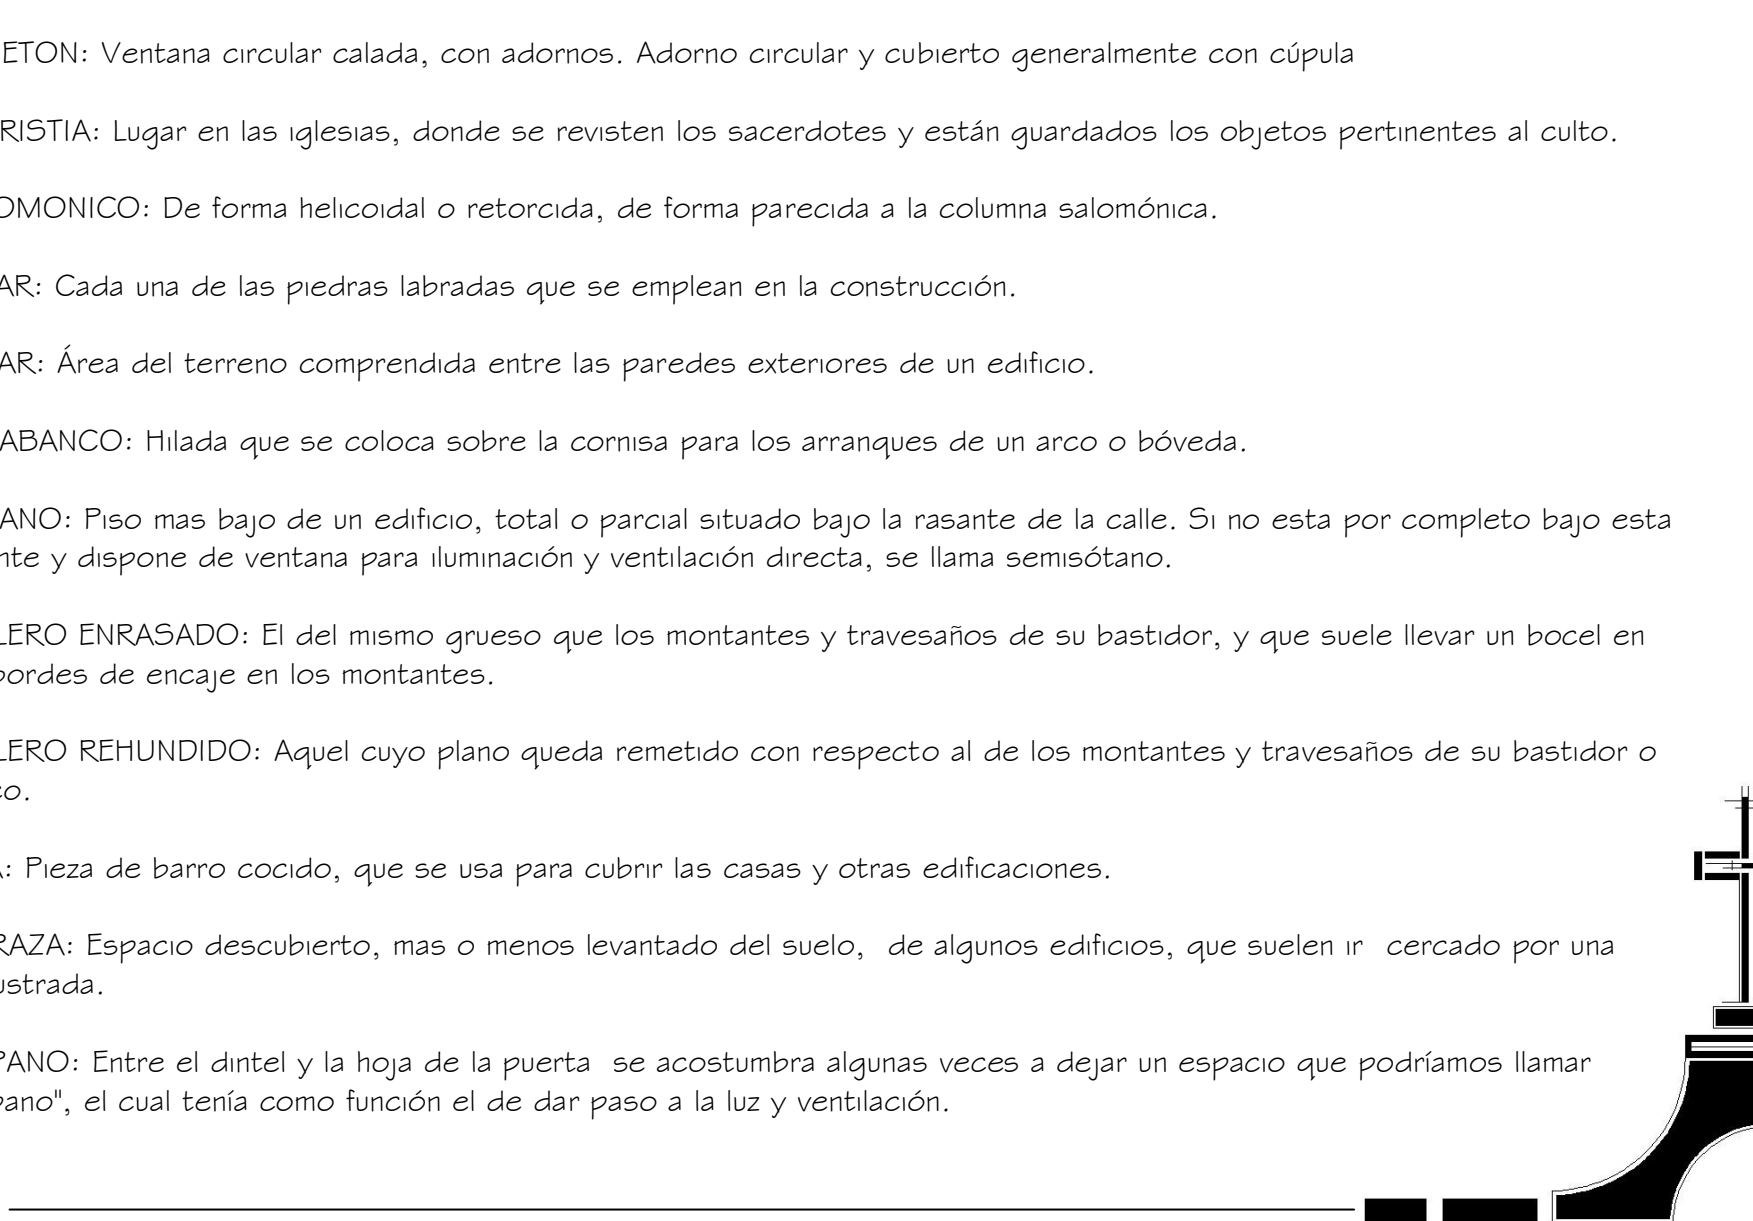 ETON: Ventana circular calada, con adornos. Adorno circular y cubierto generalmente con cúpula
RISTIA: Lugar en las iglesias, donde se revisten los sacerdotes y están guardados los objetos pertinentes al culto.
OMONICO: De forma helicoidal o retorcida, de forma parecida a la columna salomónica.
AR: Cada una de las piedras labradas que se emplean en la construcción.
AR: Área del terreno comprendida entre las paredes exteriores de un edificio.
ABANCO: Hilada que se coloca sobre la cornisa para los arranques de un arco o bóveda.
ANO: Piso mas bajo de un edificio, total o parcial situado bajo la rasante de la calle. Si no esta por completo bajo esta
nte y dispone de ventana para iluminación y ventilación directa, se llama semisótano.
LERO ENRASADO: El del mismo grueso que los montantes y travesaños de su bastidor, y que suele llevar un bocel en
bordes de encaje en los montantes.
LERO REHUNDIDO: Aquel cuyo plano queda remetido con respecto al de los montantes y travesaños de su bastidor o
co.
: Pieza de barro cocido, que se usa para cubrir las casas y otras edificaciones.
RAZA: Espacio descubierto, mas o menos levantado del suelo, de algunos edificios, que suelen ir cercado por una
ustrada.
PANO: Entre el dintel y la hoja de la puerta se acostumbra algunas veces a dejar un espacio que podríamos llamar
pano", el cual tenía como función el de dar paso a la luz y ventilación.